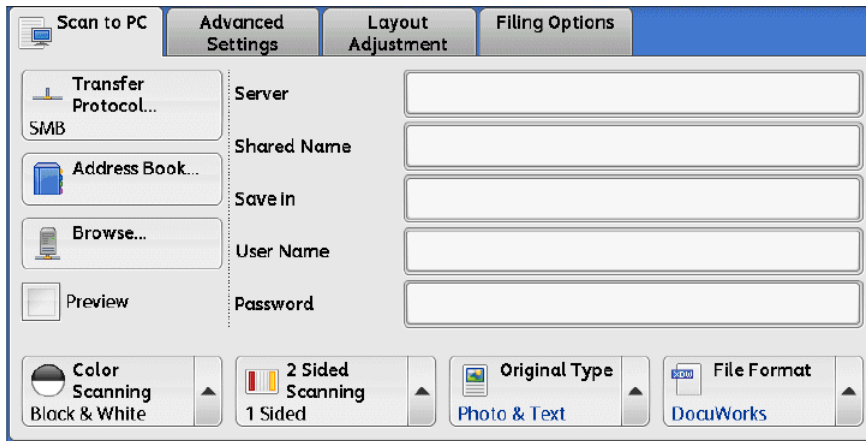 Scan to PC
Advanced
Settings
Layout
Adjustment
Filing Options
Transfer
Protocol...
SMB
Address Book...
Browse...
Preview
Server
Shared Name
Save in
User Name
Password
Color
Scanning
Black & White
2 Sided
Scanning
1 Sided
Original Type
Photo & Text
XDW
File Format
DocuWorks